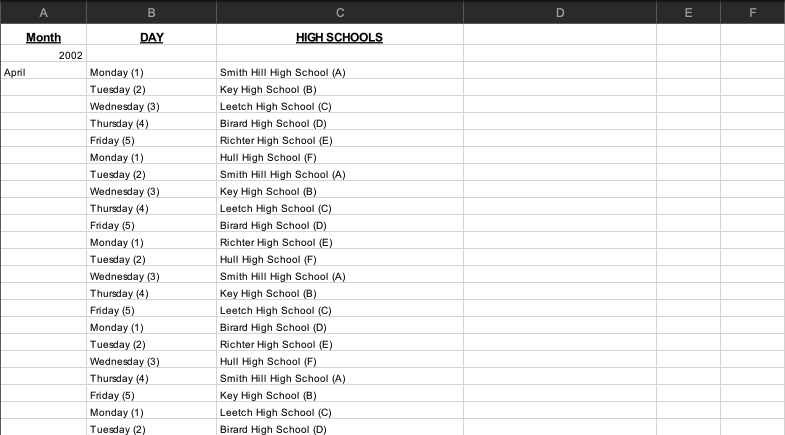 A B C D E F
Month DAY HIGH SCHOOLS
2002
April Monday (1) Smith Hill High School (A)
Tuesday (2) Key High School (B)
Wednesday (3) Leetch High School (C)
Thursday (4) Birard High School (D)
Friday (5) Richter High School (E)
Monday (1) Hull High School (F)
Tuesday (2) Smith Hill High School (A)
Wednesday (3) Key High School (B)
Thursday (4) Leetch High School (C)
Friday (5) Birard High School (D)
Monday (1) Richter High School (E)
Tuesday (2) Hull High School (F)
Wednesday (3) Smith Hill High School (A)
Thursday (4) Key High School (B)
Friday (5) Leetch High School (C)
Monday (1) Birard High School (D)
Tuesday (2) Richter High School (E)
Wednesday (3) Hull High School (F)
Thursday (4) Smith Hill High School (A)
Friday (5) Key High School (B)
Monday (1) Leetch High School (C)
Tuesday (2) Birard High School (D)